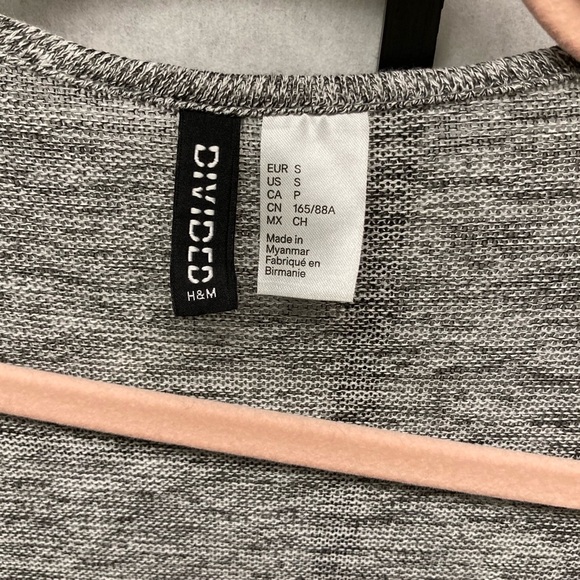 DIVIDED
H&M
EUR S
US S
CA P
CN 165/88A
MX CH
Made in
Myanmar
Fabriqué en
Birmanie